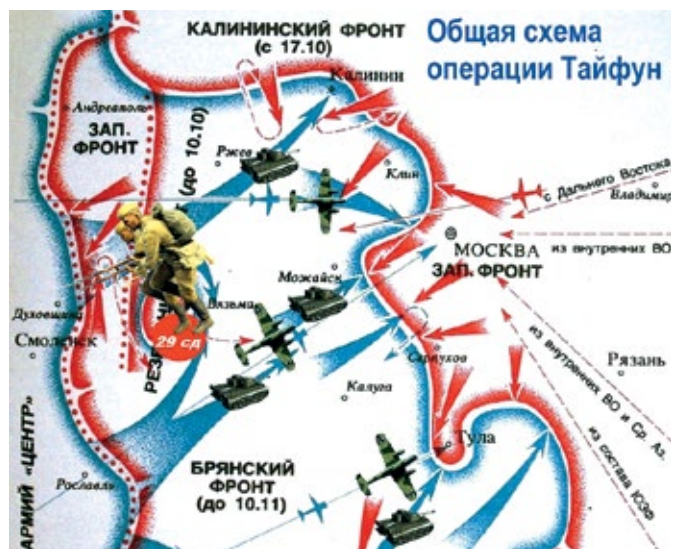 КАЛИНИНСКИЙ ФРОНТ
(с 17.10)
Общая схема
операции Тайфун
Калинин
Андреаполь
ЗАП.
ФРОНТ
(до 10.10)
Ржев
Клин
с Дальнего Востока
Владимир
МОСКВА
ЗАП. ФРОНТ
из внутренних ВО
Можайск
Вязьма
Духовщина
Смоленск
29 сд
Серпухов
Калуга
Рязань
из внутренних ВО и Ср. Аз.
из состава ЮЗФ
Тула
БРЯНСКИЙ
ФРОНТ
(до 10.11)
Рославль
АРМИЙ «ЦЕНТР»